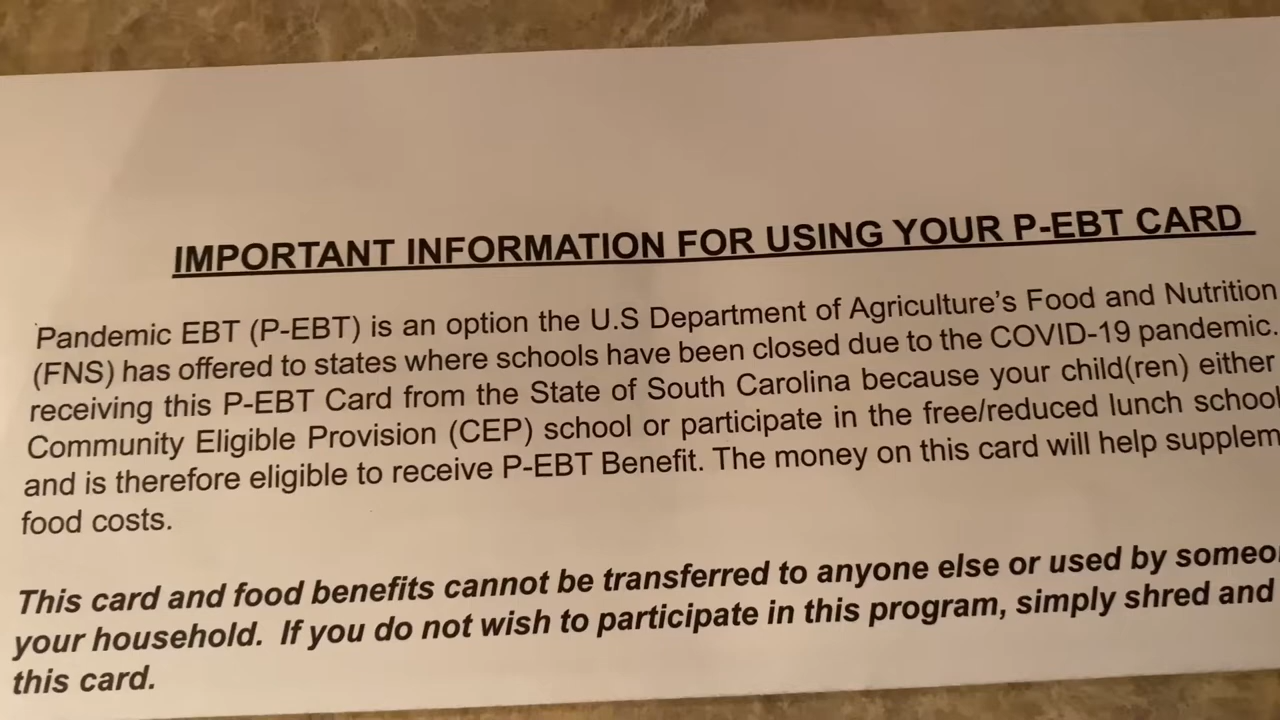 IMPORTANT INFORMATION FOR USING YOUR P-EBT CARD
Pandemic EBT (P-EBT) is an option the U.S Department of Agriculture's Food and Nutrition
(FNS) has offered to states where schools have been closed due to the COVID-19 pandemic.
receiving this P-EBT Card from the State of South Carolina because your child(ren) either
Community Eligible Provision (CEP) school or participate in the free/reduced lunch school
and is therefore eligible to receive P-EBT Benefit. The money on this card will help supplem
food costs.
This card and food benefits cannot be transferred to anyone else or used by someo
your household. If you do not wish to participate in this program, simply shred and
this card.